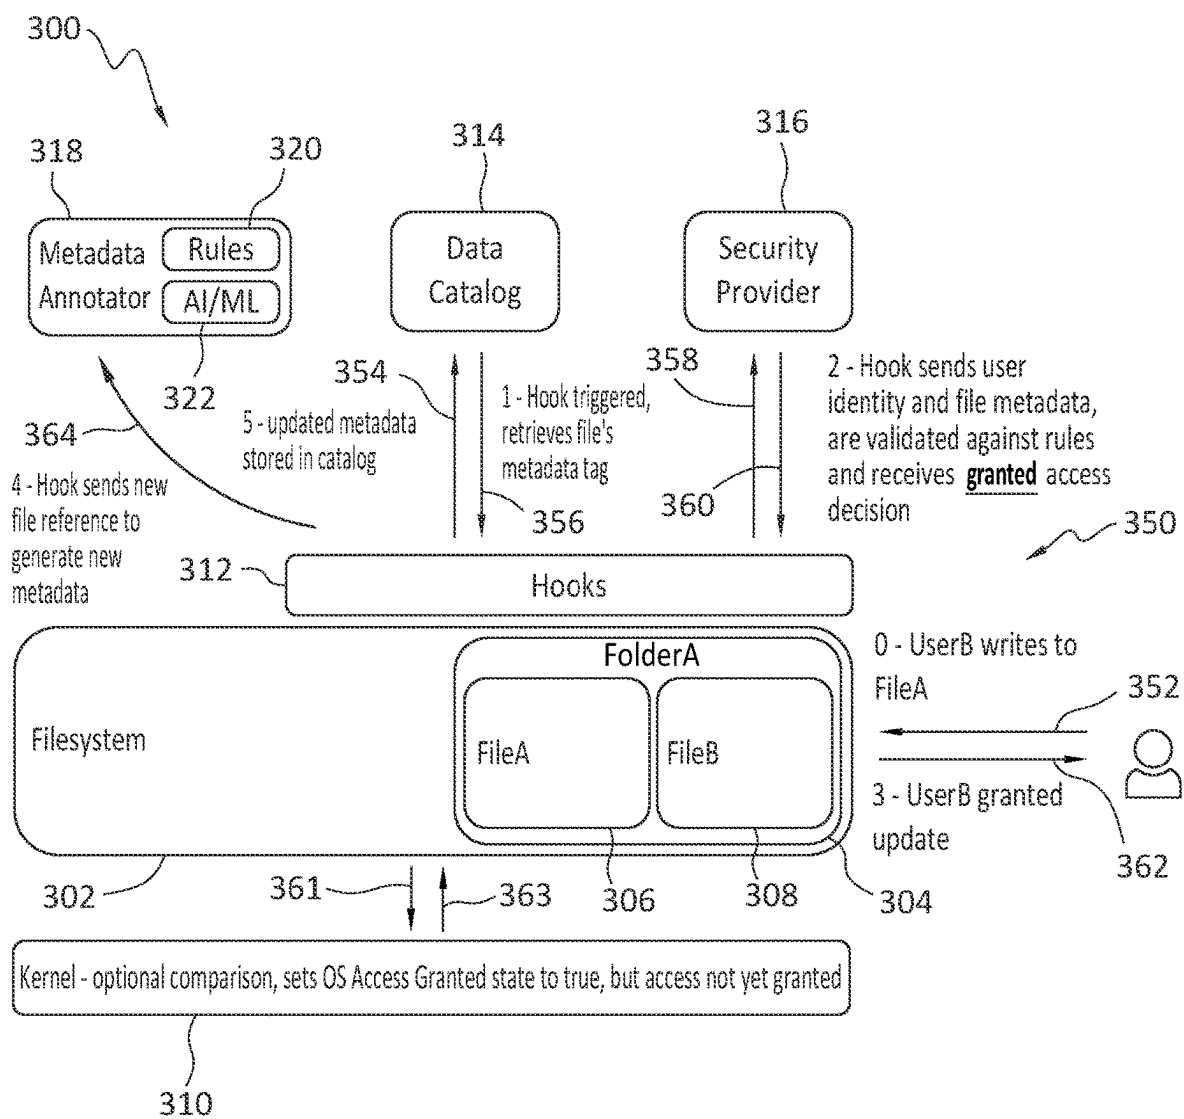 300
318
320
314
316
Metadata
Annotator
Rules
AI/ML
Data
Catalog
Security
Provider
322
354
358
364
5 - updated metadata
stored in catalog
1 - Hook triggered,
retrieves file's
metadata tag
2 - Hook sends user
identity and file metadata,
are validated against rules
and receives granted access
decision
4 - Hook sends new
file reference to
generate new
metadata
356
360
350
312
Hooks
FolderA
0 - UserB writes to
FileA
352
Filesystem
FileA
FileB
3 - UserB granted
update
362
302
361
363
306
308
304
Kernel - optional comparison, sets OS Access Granted state to true, but access not yet granted
310